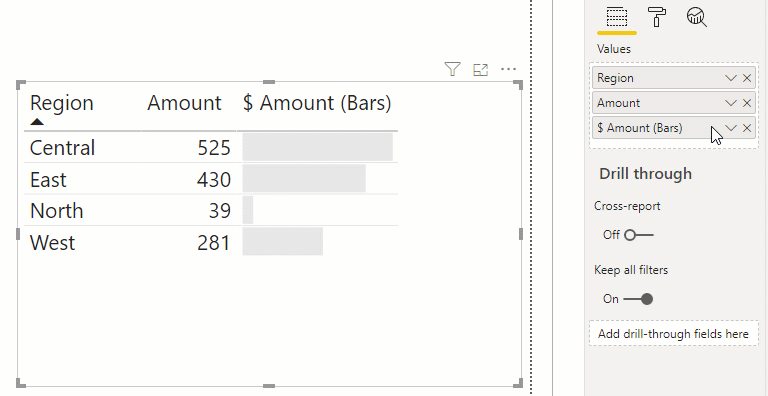 Region Amount $ Amount (Bars)
Central 525
East 430
North 39
West 281
Values
Region
Amount
$ Amount (Bars)
Drill through
Cross-report
Off
Keep all filters
On
Add drill-through fields here